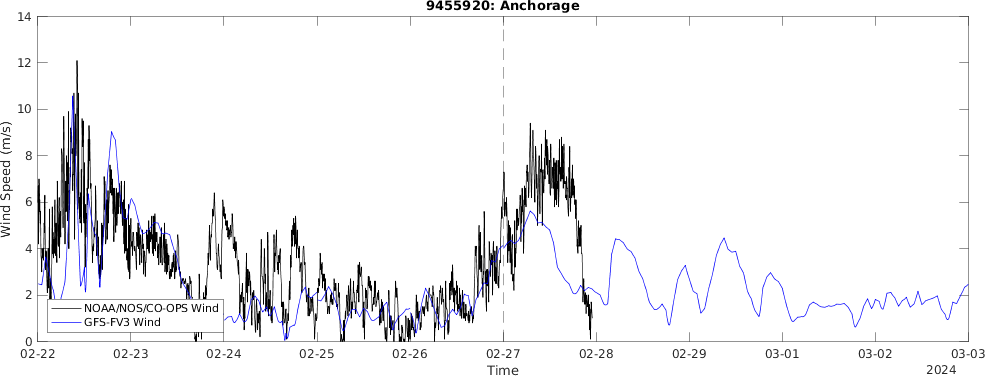 9455920: Anchorage
14
12
10
8
6
4
2
0
Wind Speed (m/s)
NOAA/NOS/CO-OPS Wind
GFS-FV3 Wind
02-22 02-23 02-24 02-25 02-26 02-27 02-28 02-29 03-01 03-02 03-03
Time
2024